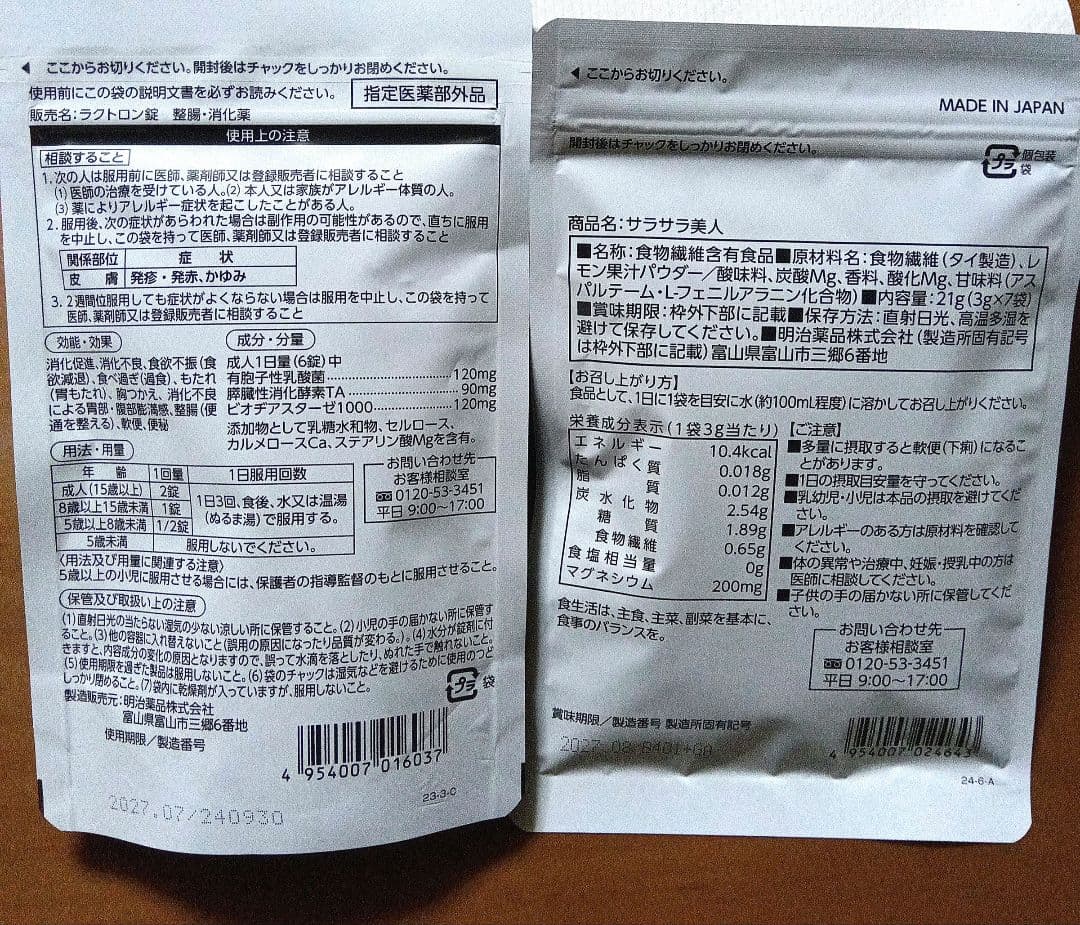 ◀ ここからお切りください。開封後はチャックをしっかりお閉めください。
使用前にこの袋の説明文書を必ずお読みください。
指定医薬部外品
販売名:ラクトロン錠 整腸・消化薬
使用上の注意
相談すること
1. 次の人は服用前に医師、薬剤師又は登録販売者に相談すること
(1) 医師の治療を受けている人。(2) 本人又は家族がアレルギー体質の人。
(3) 薬によりアレルギー症状を起こしたことがある人。
2. 服用後、次の症状があらわれた場合は副作用の可能性があるので、直ちに服用
を中止し、この袋を持って医師、薬剤師又は登録販売者に相談すること
関係部位 症 状
皮 膚 発疹・発赤、かゆみ
3. 2週間位服用しても症状がよくならない場合は服用を中止し、この袋を持って
医師、薬剤師又は登録販売者に相談すること
効能・効果
消化促進、消化不良、食欲不振(食
欲減退)、食べ過ぎ(過食)、もたれ
(胃もたれ)、胸つかえ、消化不良
による胃部・腹部膨満感、整腸(便
通を整える)、軟便、便秘
成分・分量
成人1日量(6錠)中
有胞子性乳酸菌 120mg
膵臓性消化酵素TA 90mg
ビオヂアスターゼ1000 120mg
添加物として乳糖水和物、セルロース、
カルメロースCa、ステアリン酸Mgを含有。
用法・用量
年 齢 1回量 1日服用回数
成人(15歳以上) 2錠
8歳以上15歳未満 1錠
5歳以上8歳未満 1/2錠
1日3回、食後、水又は温湯
(ぬるま湯)で服用する。
5歳未満 服用しないでください。
お問い合わせ先
お客様相談室
0120-53-3451
平日 9:00〜17:00
〈用法及び用量に関連する注意〉
5歳以上の小児に服用させる場合には、保護者の指導監督のもとに服用させること。
保管及び取扱い上の注意
(1) 直射日光の当たらない湿気の少ない涼しい所に保管すること。(2) 小児の手の届かない所に保管す
ること。(3) 他の容器に入れ替えないこと(誤用の原因になったり品質が変わる。)。(4) 水分が錠剤に付
きますと、内容成分の変化の原因となりますので、誤って水滴を落としたり、ぬれた手で触れないこと。
(5) 使用期限を過ぎた製品は服用しないこと。(6) 袋のチャックは湿気などを避けるために使用のつど
しっかり閉めること。(7) 袋内に乾燥剤が入っていますが、服用しないこと。
製造販売元:明治薬品株式会社
富山県富山市三郷6番地
使用期限/製造番号
プラ 袋
4 954007 016037
2027.07/240930
23-3-C
◀ ここからお切りください。
MADE IN JAPAN
開封後はチャックをしっかりお閉めください。
プラ 個包装
袋
商品名:サラサラ美人
■名称:食物繊維含有食品■原材料名:食物繊維(タイ製造)、レ
モン果汁パウダー/酸味料、炭酸Mg、香料、酸化Mg、甘味料(アス
パルテーム・L-フェニルアラニン化合物)■内容量:21g(3g×7袋)
■賞味期限:枠外下部に記載■保存方法:直射日光、高温多湿を
避けて保存してください。■明治薬品株式会社(製造所固有記号
は枠外下部に記載)富山県富山市三郷6番地
【お召し上がり方】
食品として、1日に1袋を目安に水(約100mL程度)に溶かしてお召し上がりください。
栄養成分表示(1袋3g当たり)
エネルギー 10.4kcal
たんぱく質 0.018g
脂 質 0.012g
炭水化物 2.54g
糖 質 1.89g
食物繊維 0.65g
食塩相当量 0g
マグネシウム 200mg
食生活は、主食、主菜、副菜を基本に、
食事のバランスを。
【ご注意】
■多量に摂取すると軟便(下痢)になるこ
とがあります。
■1日の摂取目安量を守ってください。
■乳幼児・小児は本品の摂取を避けてくだ
さい。
■アレルギーのある方は原材料を確認して
ください。
■体の異常や治療中、妊娠・授乳中の方は
医師に相談してください。
■子供の手の届かない所に保管してくだ
さい。
お問い合わせ先
お客様相談室
0120-53-3451
平日 9:00〜17:00
賞味期限/製造番号 製造所固有記号
2027.08 8401+GA
4 954007 024643
24-6-A